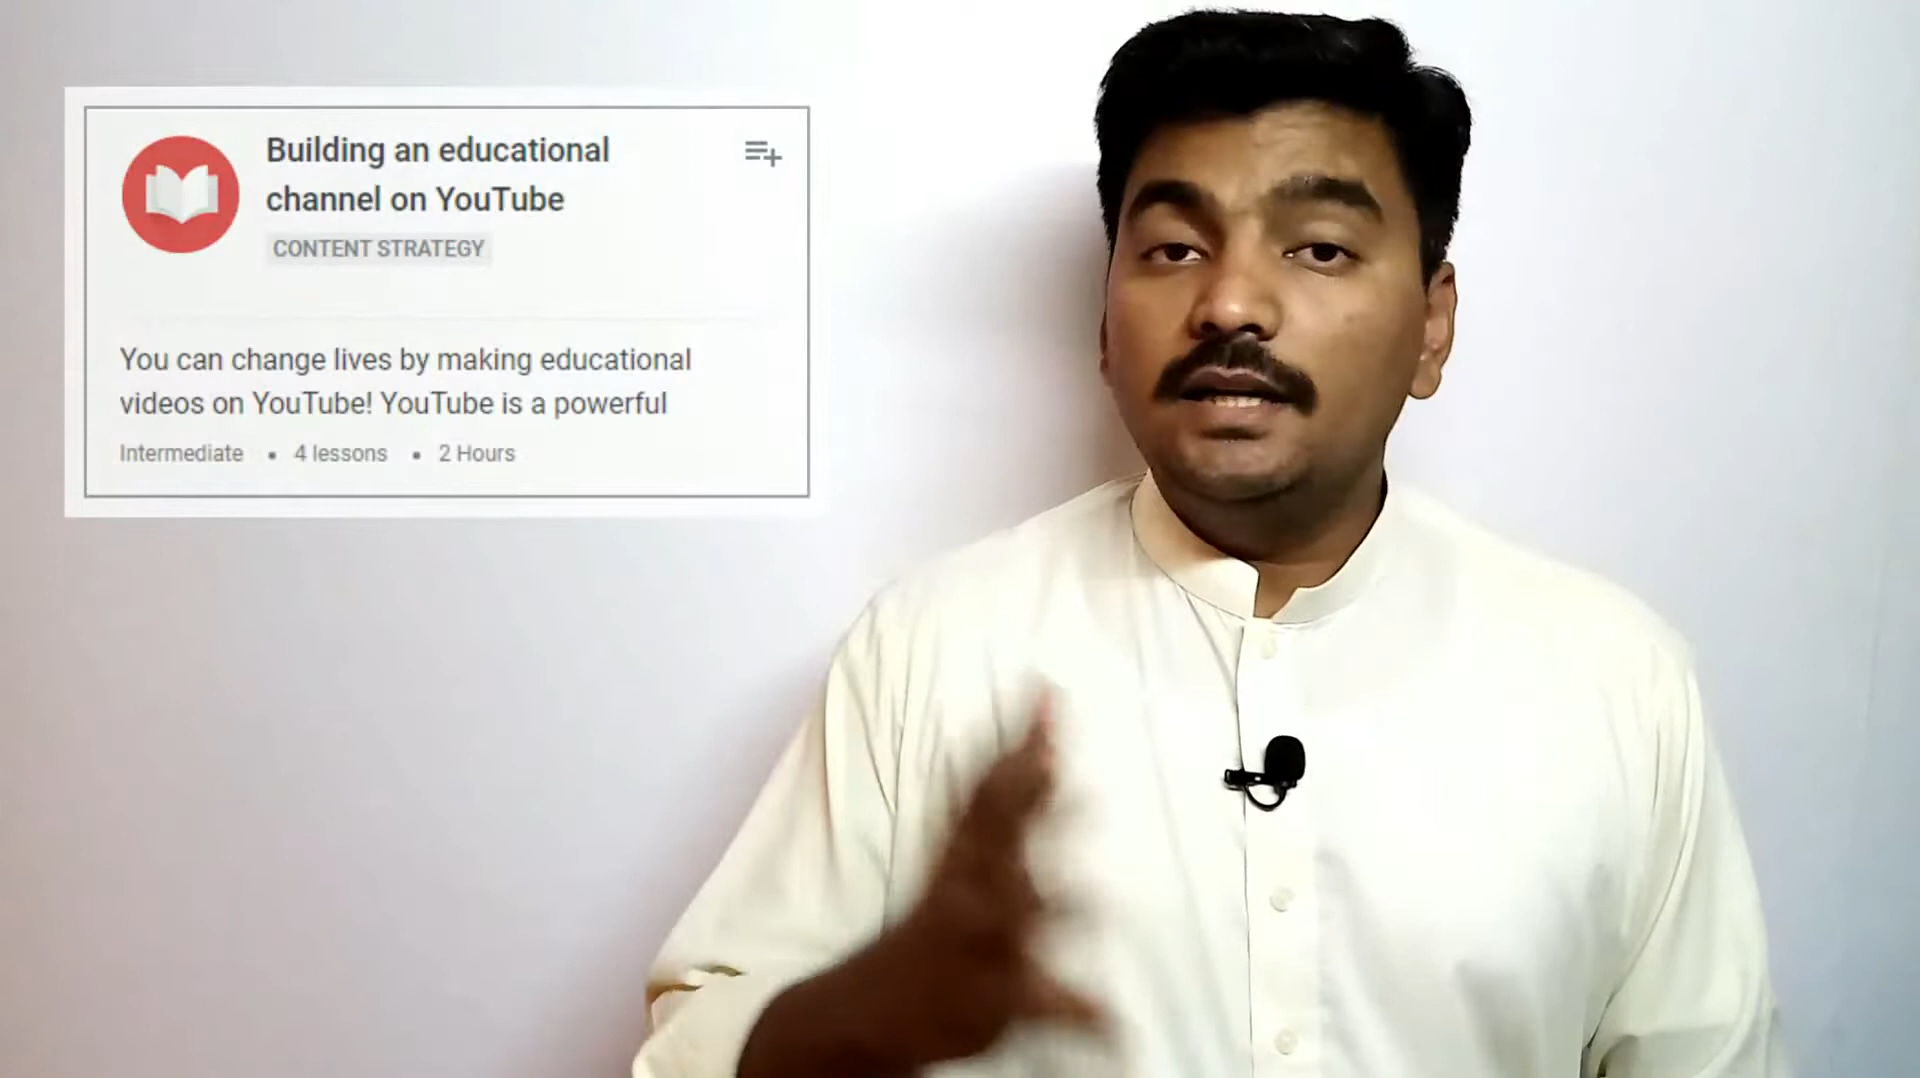 Building an educational
channel on YouTube
CONTENT STRATEGY
You can change lives by making educational
videos on YouTube! YouTube is a powerful
Intermediate • 4 lessons • 2 Hours